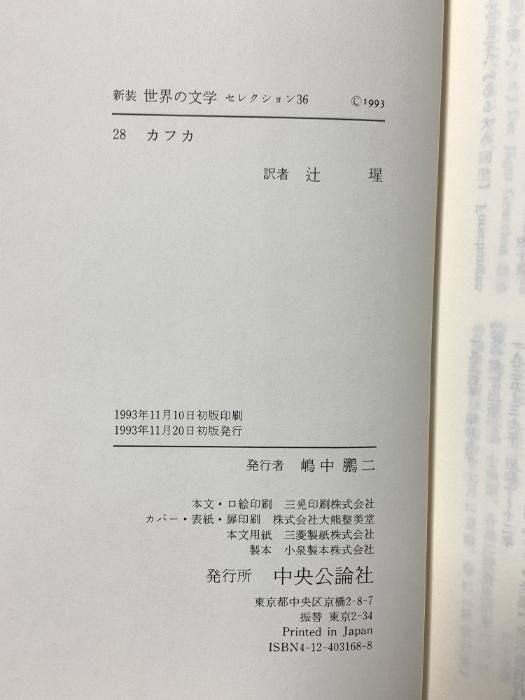 新装 世界の文学 セレクション36 ©1993
28 カフカ
訳者 辻 瑆
1993年11月10日初版印刷
1993年11月20日初版発行
発行者 嶋中鵬二
本文・口絵印刷 三晃印刷株式会社
カバー・表紙・扉印刷 株式会社大熊整美堂
本文用紙 三菱製紙株式会社
製本 小泉製本株式会社
発行所 中央公論社
東京都中央区京橋2-8-7
振替 東京2-34
Printed in Japan
ISBN4-12-403168-8